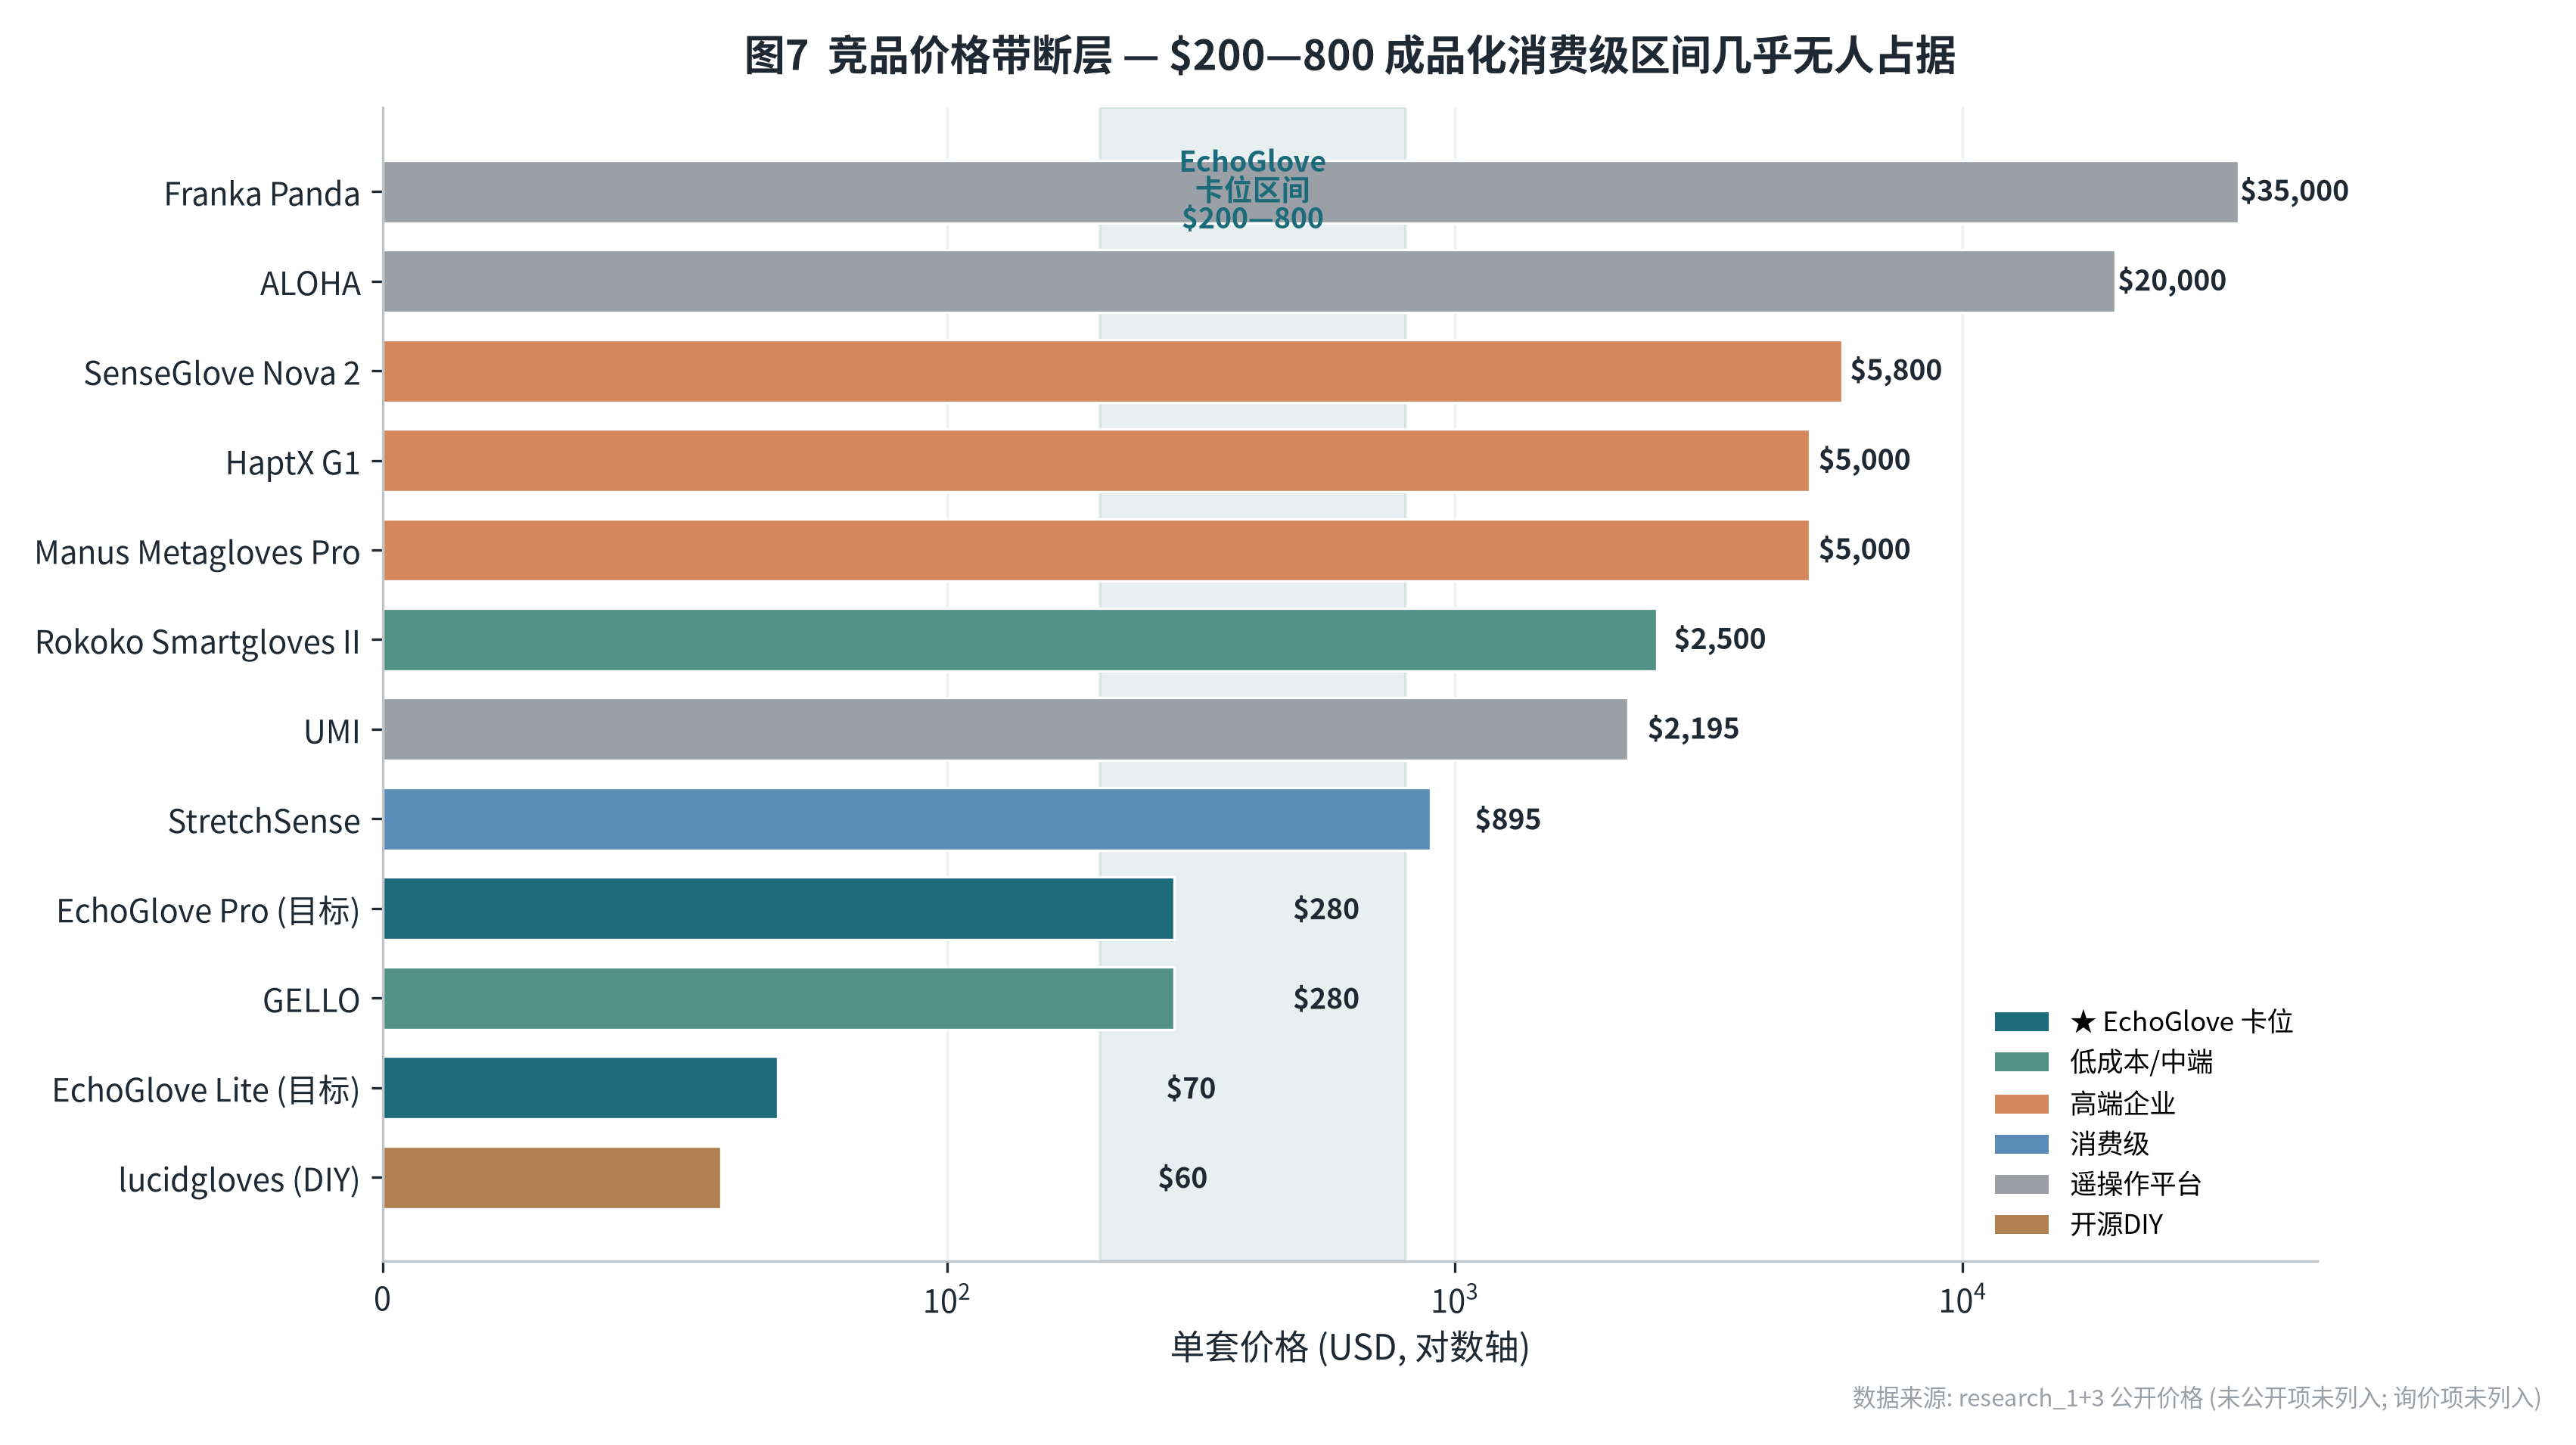 图7 竞品价格带断层 — $200—800 成品化消费级区间几乎无人占据
EchoGlove
卡位区间
$200—800
Franka Panda
$35,000
ALOHA
$20,000
SenseGlove Nova 2
$5,800
HaptX G1
$5,000
Manus Metagloves Pro
$5,000
Rokoko Smartgloves II
$2,500
UMI
$2,195
StretchSense
$895
EchoGlove Pro (目标)
$280
GELLO
$280
EchoGlove Lite (目标)
$70
lucidgloves (DIY)
$60
★ EchoGlove 卡位
低成本/中端
高端企业
消费级
遥操作平台
开源DIY
0 10² 10³ 10⁴
单套价格 (USD, 对数轴)
数据来源: research_1+3 公开价格 (未公开项未列入; 询价项未列入)